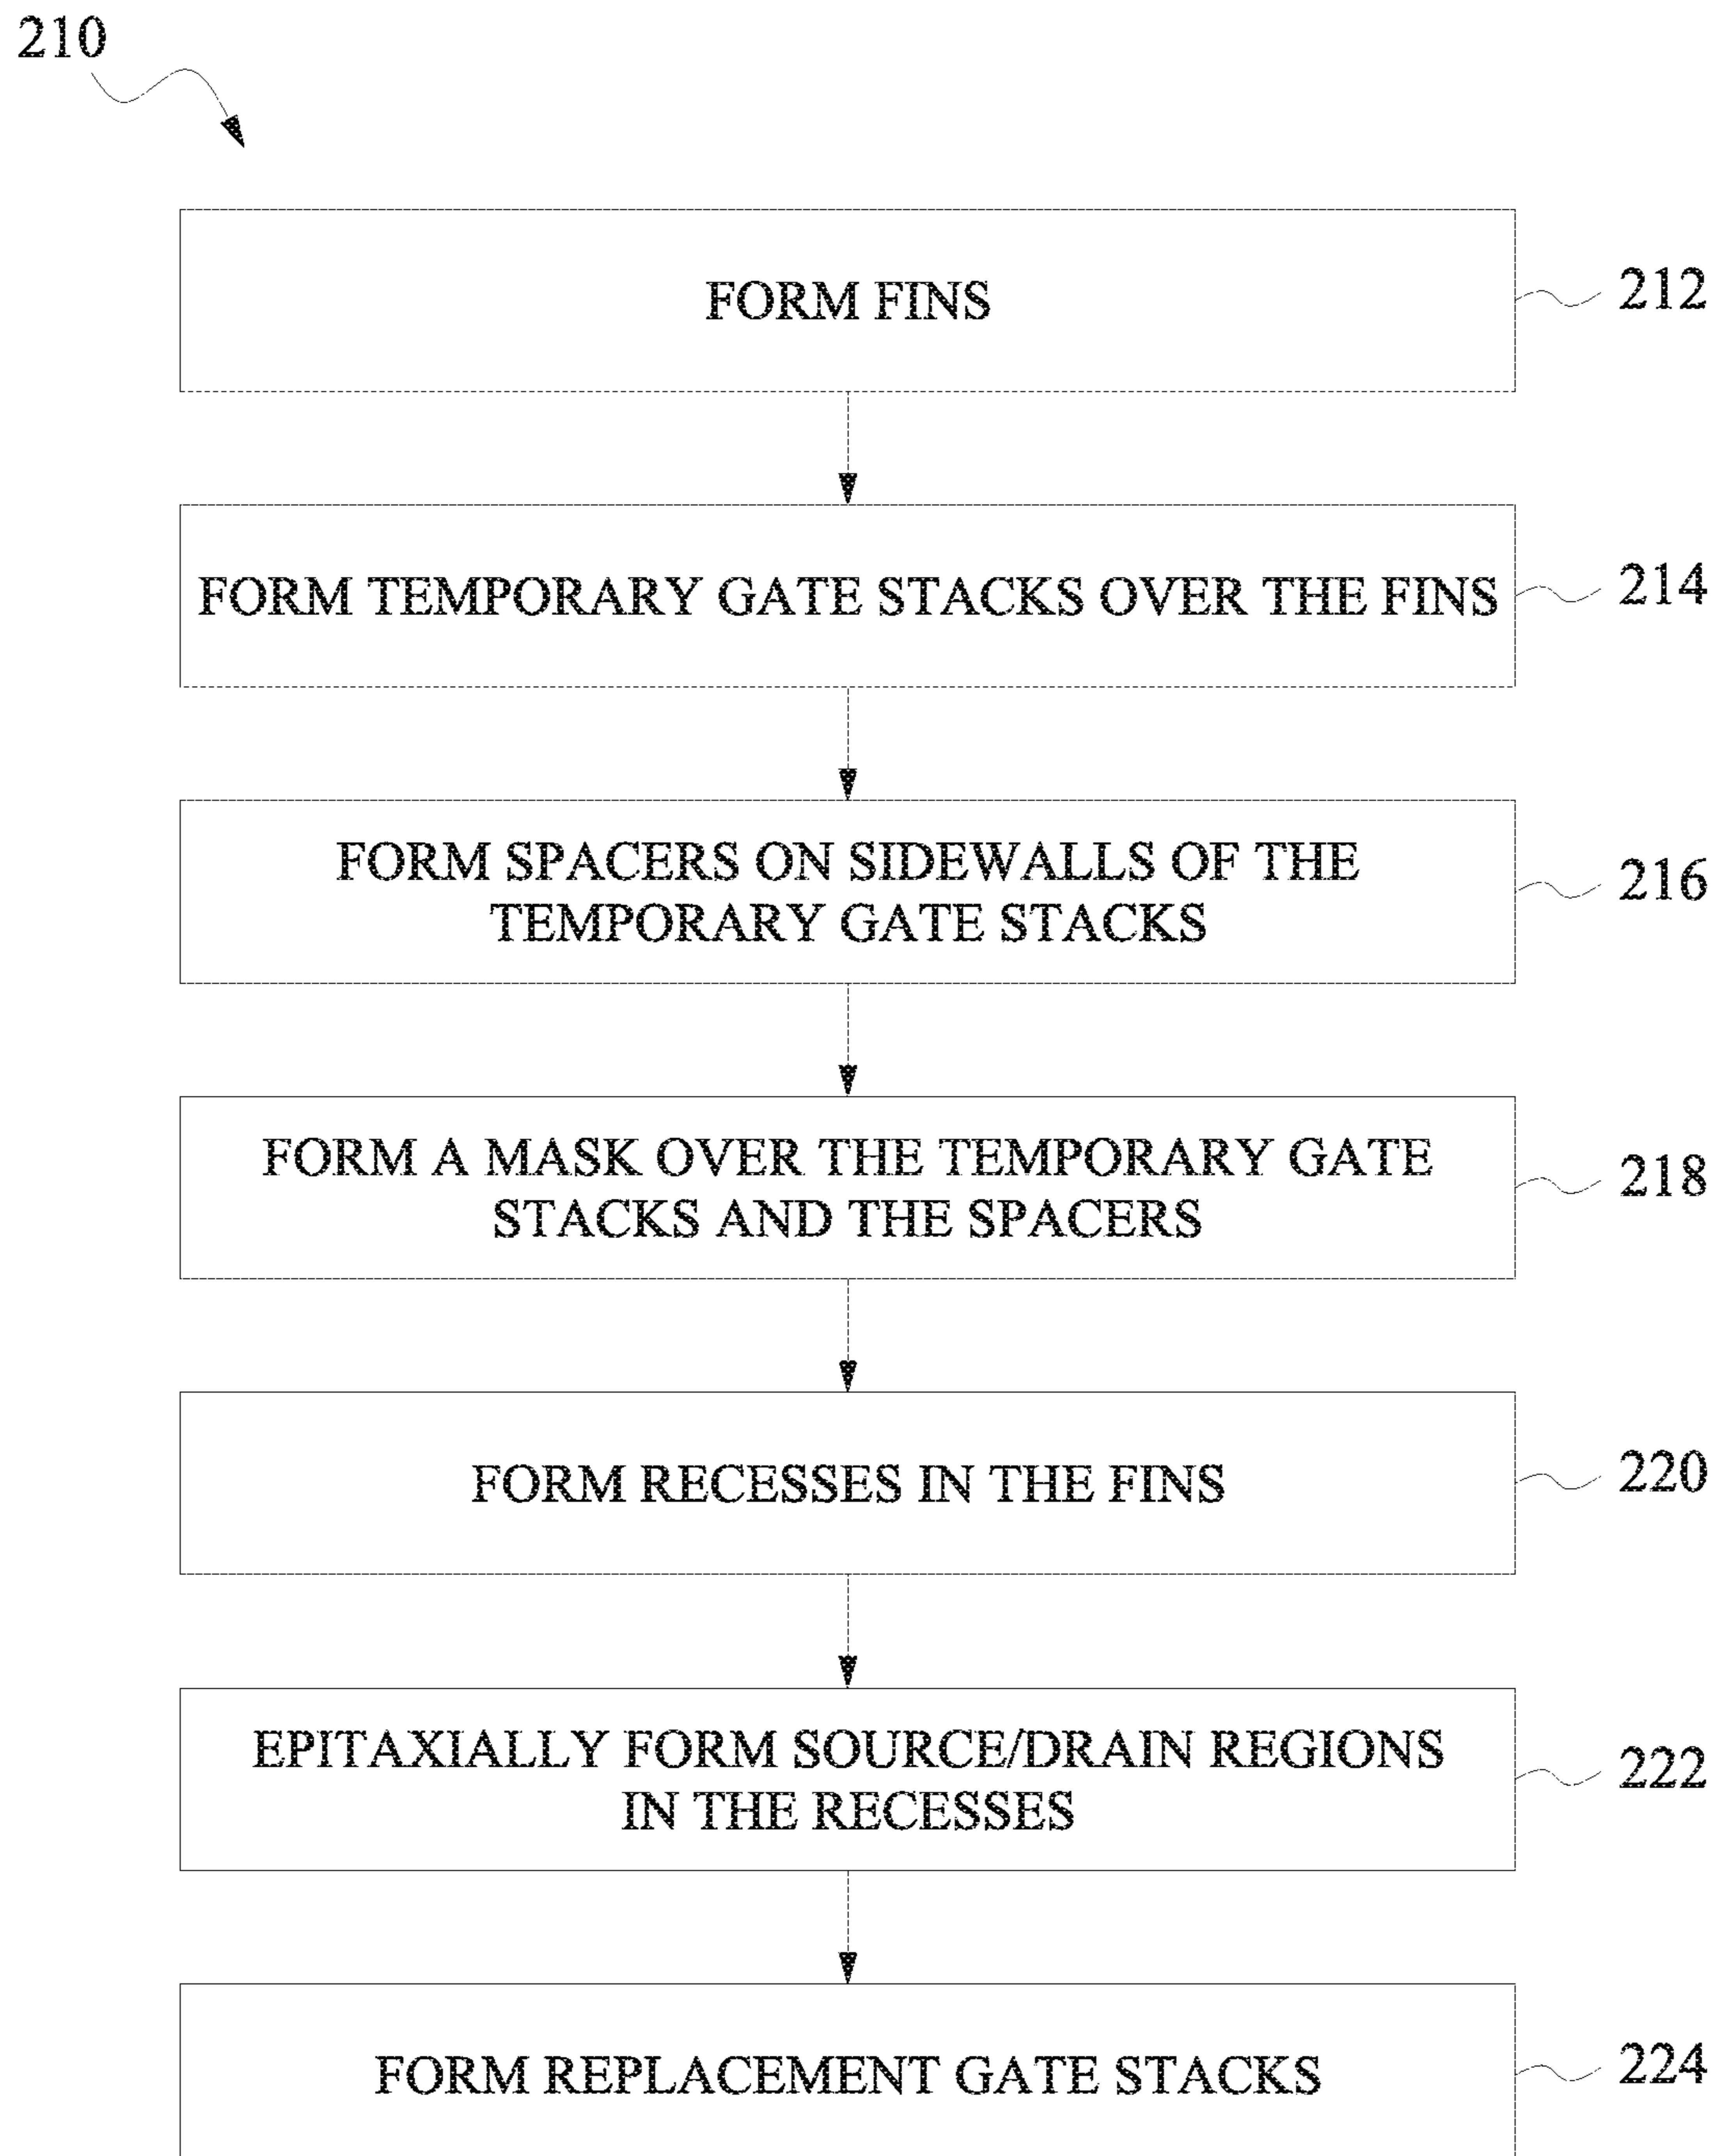 210
FORM FINS
212
FORM TEMPORARY GATE STACKS OVER THE FINS
214
FORM SPACERS ON SIDEWALLS OF THE
TEMPORARY GATE STACKS
216
FORM A MASK OVER THE TEMPORARY GATE
STACKS AND THE SPACERS
218
FORM RECESSES IN THE FINS
220
EPITAXIALLY FORM SOURCE/DRAIN REGIONS
IN THE RECESSES
222
FORM REPLACEMENT GATE STACKS
224